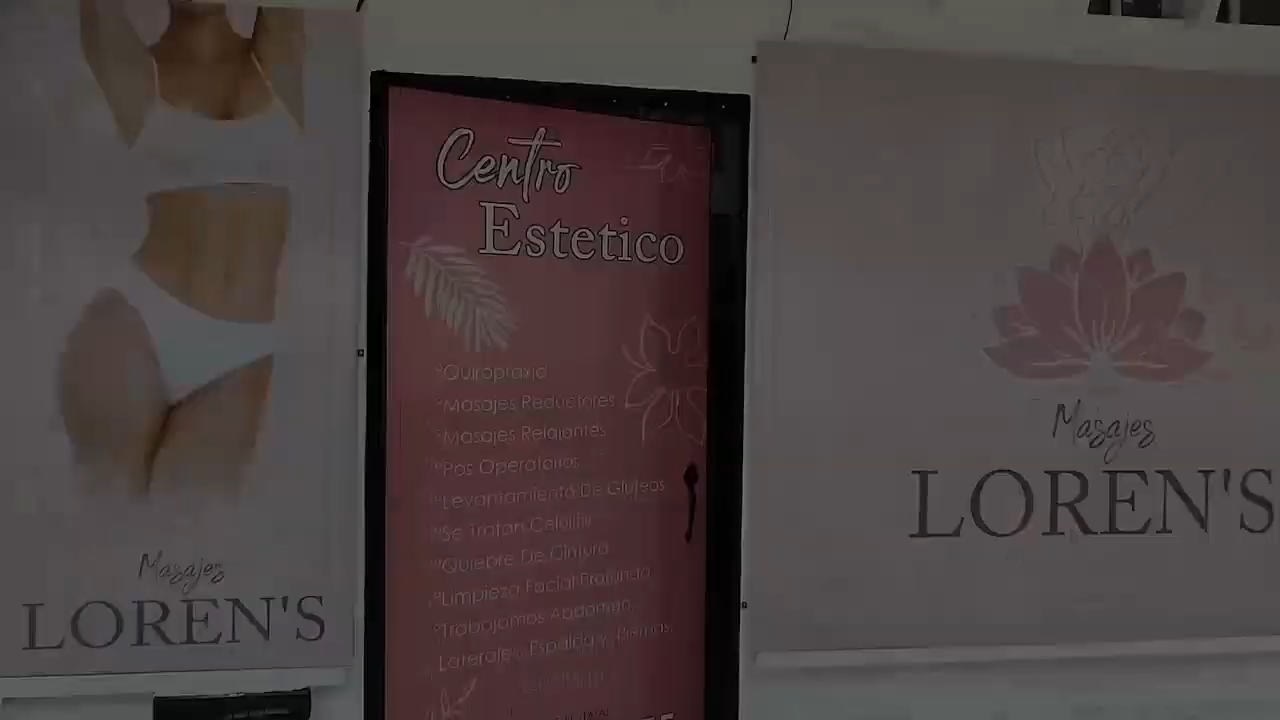 Centro
Estetico
*Quiropraxia
*Masajes Reductores
*Masajes Relajantes
*Pos Operatorios
*Levantamiento De Gluteos
*Se Tratan Celulitis
*Quiebre De Cintura
*Limpieza Facial Profunda
*Trabajamos Abdomen,
Laterales, Espalda y Piernas
Masajes
LOREN'S
Masajes
LOREN'S